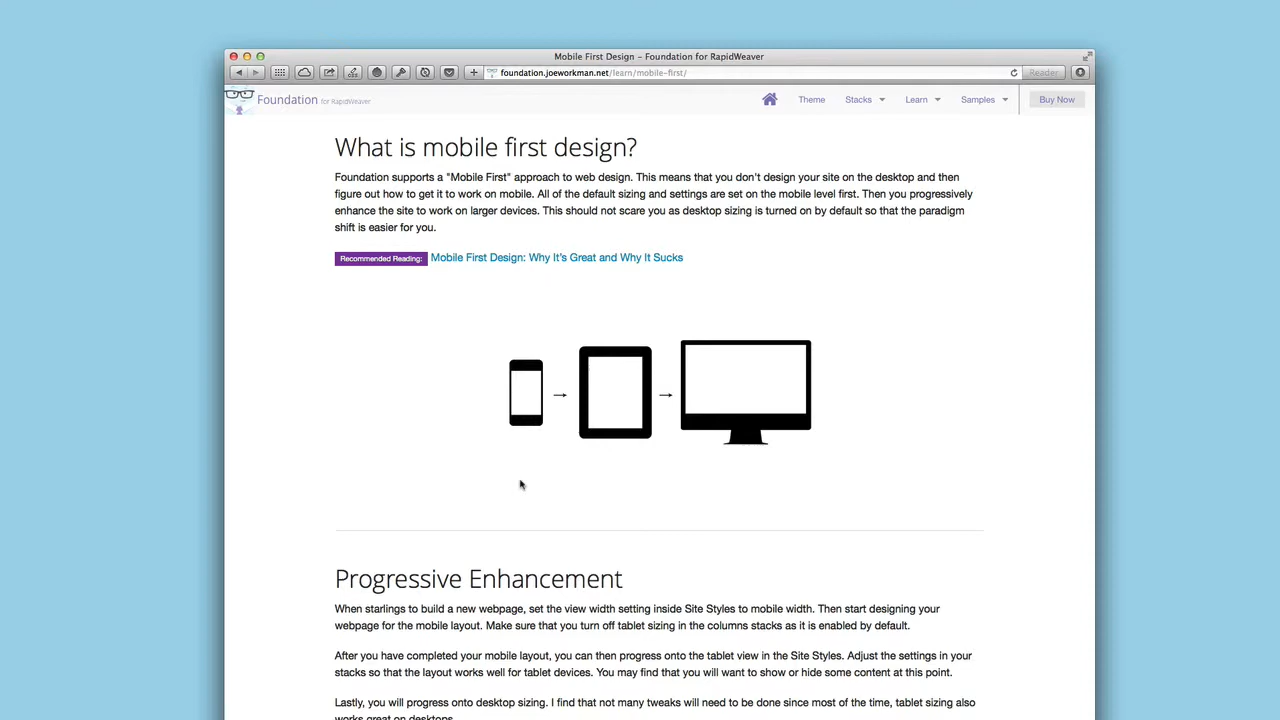 Mobile First Design – Foundation for RapidWeaver
foundation.joeworkman.net/learn/mobile-first/
Reader
Foundation for RapidWeaver
Theme
Stacks
Learn
Samples
Buy Now
What is mobile first design?
Foundation supports a "Mobile First" approach to web design. This means that you don't design your site on the desktop and then
figure out how to get it to work on mobile. All of the default sizing and settings are set on the mobile level first. Then you progressively
enhance the site to work on larger devices. This should not scare you as desktop sizing is turned on by default so that the paradigm
shift is easier for you.
Recommended Reading: Mobile First Design: Why It's Great and Why It Sucks
Progressive Enhancement
When starlings to build a new webpage, set the view width setting inside Site Styles to mobile width. Then start designing your
webpage for the mobile layout. Make sure that you turn off tablet sizing in the columns stacks as it is enabled by default.
After you have completed your mobile layout, you can then progress onto the tablet view in the Site Styles. Adjust the settings in your
stacks so that the layout works well for tablet devices. You may find that you will want to show or hide some content at this point.
Lastly, you will progress onto desktop sizing. I find that not many tweaks will need to be done since most of the time, tablet sizing also
works great on desktops.